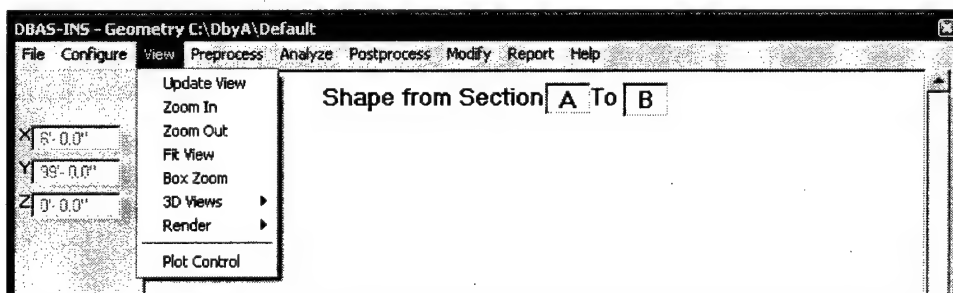 DBAS-INS - Geometry C:\DbyA\Default
File Configure View Preprocess Analyze Postprocess Modify Report Help
Update View
Zoom In
Zoom Out
Fit View
Box Zoom
3D Views
Render
Plot Control
Shape from Section A To B
X 6'- 0.0"
Y 99'- 0.0"
Z 0'- 0.0"